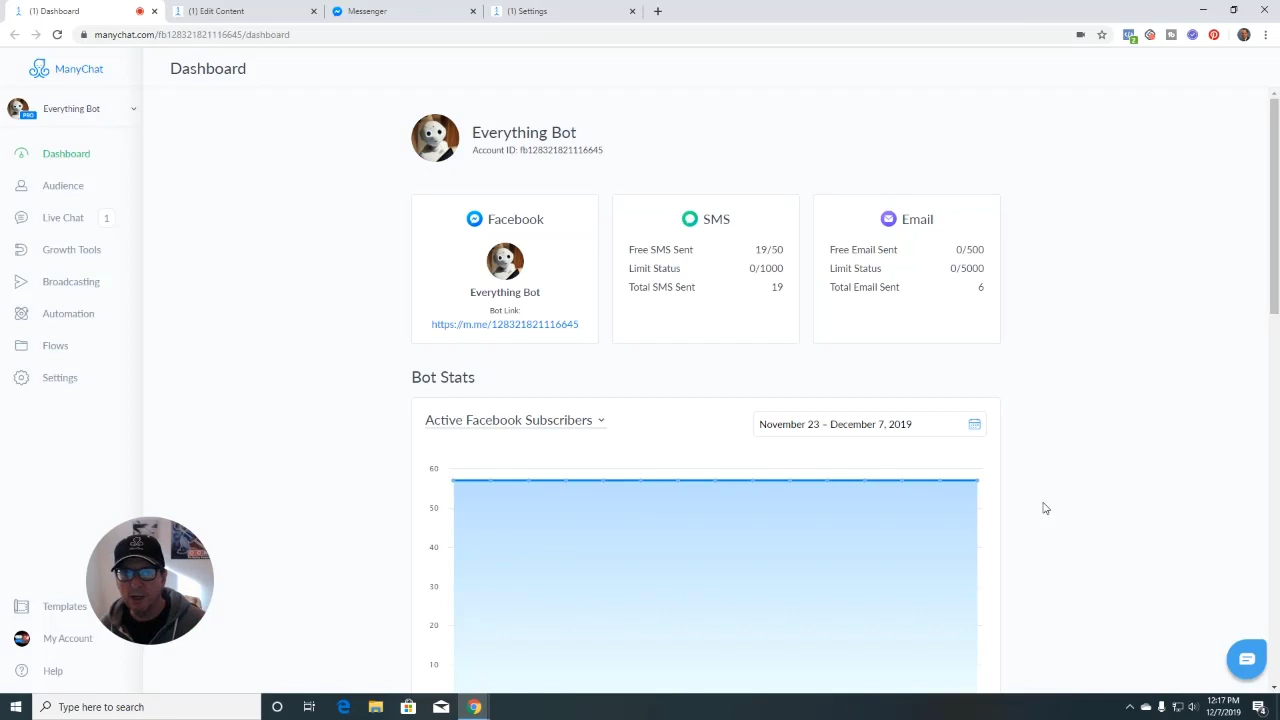 (1) Dashboard
(1) Edit Content
Messenger
(1) Settings
manychat.com/fb128321821116645/dashboard
2
ManyChat
Dashboard
Everything Bot
PRO
Dashboard
Audience
Live Chat 1
Growth Tools
Broadcasting
Automation
Flows
Settings
Templates
My Account
Help
Everything Bot
Account ID: fb128321821116645
Facebook
Everything Bot
Bot Link:
https://m.me/128321821116645
SMS
Free SMS Sent 19/50
Limit Status 0/1000
Total SMS Sent 19
Email
Free Email Sent 0/500
Limit Status 0/5000
Total Email Sent 6
Bot Stats
Active Facebook Subscribers
November 23 – December 7, 2019
60
50
40
30
20
10
Type here to search
12:17 PM
12/7/2019
4